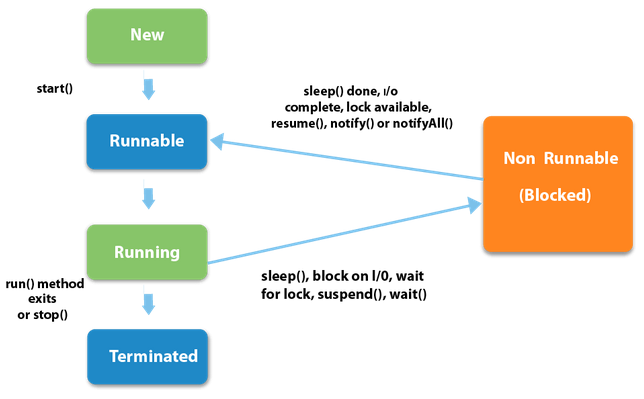 New
start()
sleep() done, ı/o
complete, lock available,
resume(), notify() or notifyAll()
Runnable
Non Runnable
(Blocked)
Running
sleep(), block on l/0, wait
for lock, suspend(), wait()
run() method
exits
or stop()
Terminated